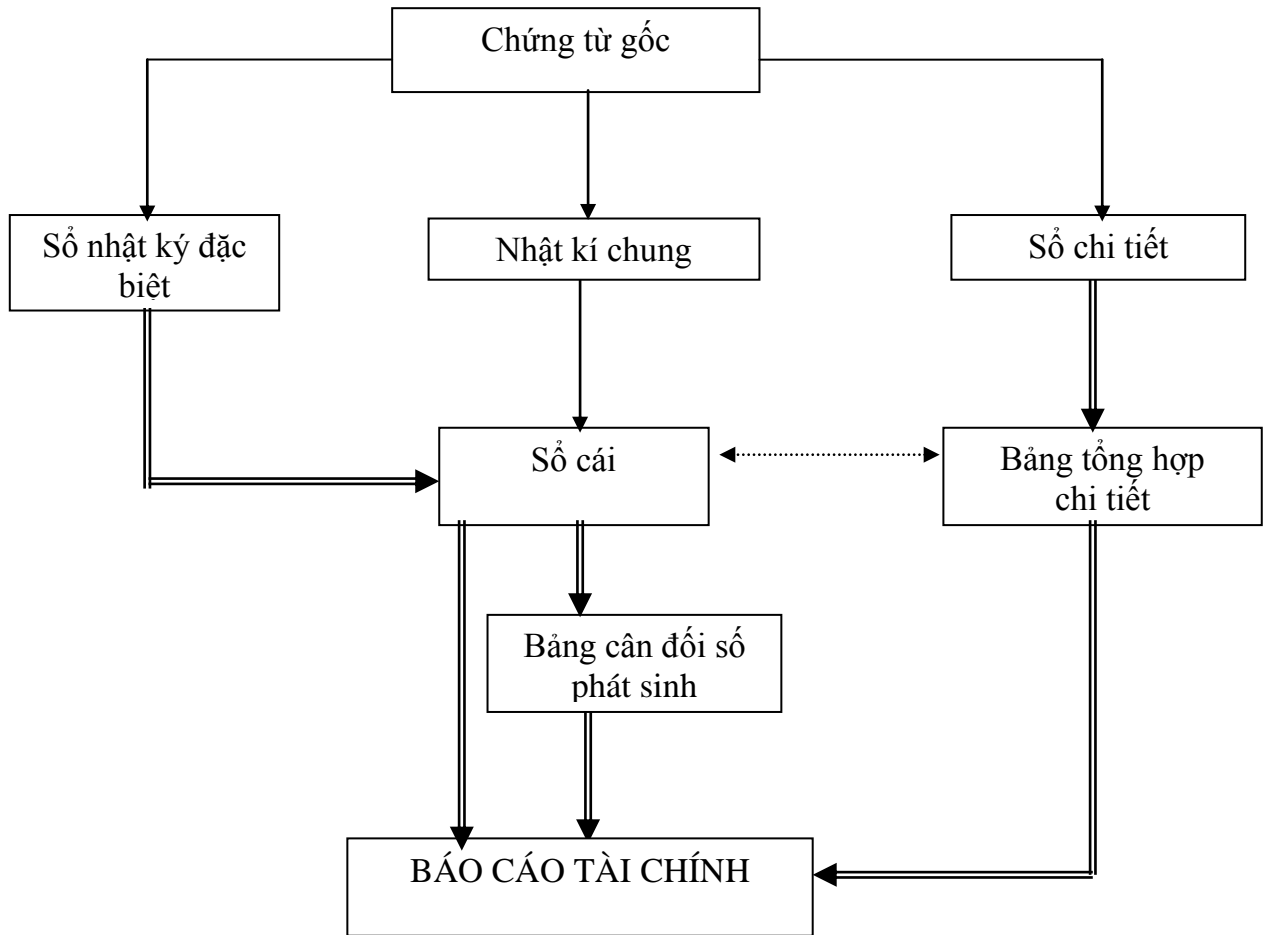 Chứng từ gốc
Sổ nhật ký đặc
biệt
Nhật kí chung
Sổ chi tiết
Sổ cái
Bảng tổng hợp
chi tiết
Bảng cân đối số
phát sinh
BÁO CÁO TÀI CHÍNH